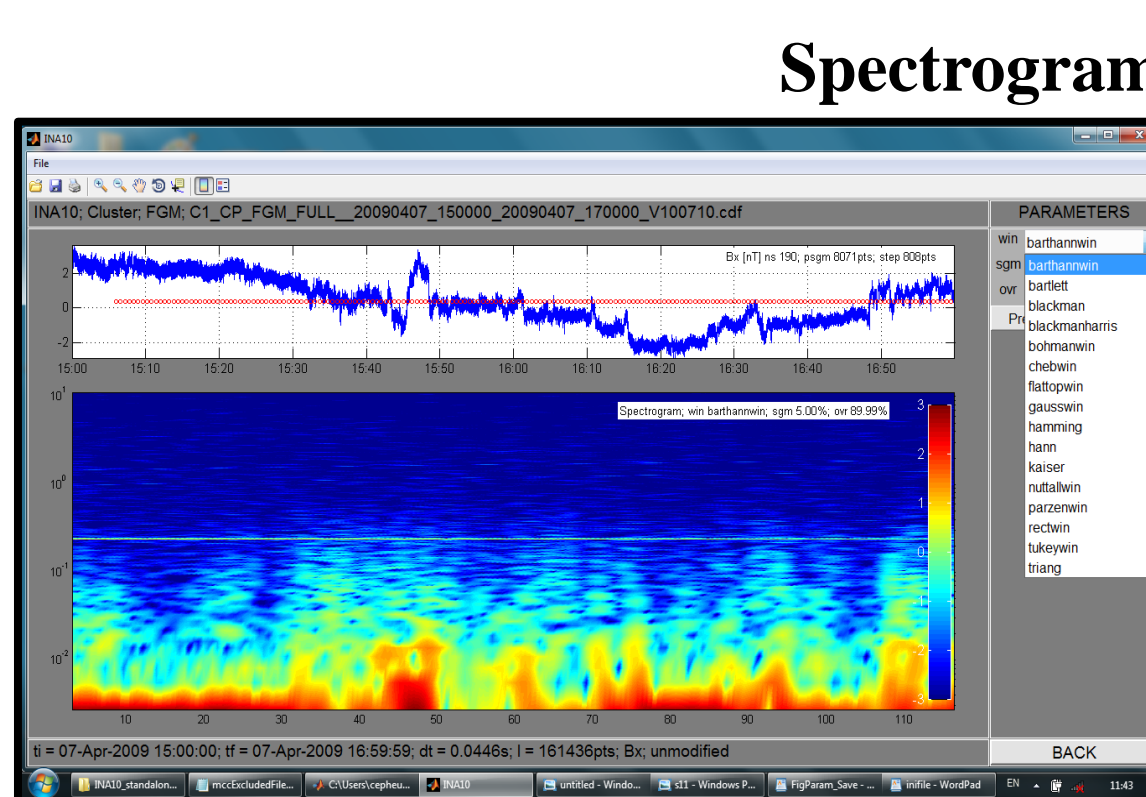 Spectrogram
INA10
File
INA10; Cluster; FGM; C1_CP_FGM_FULL__20090407_150000_20090407_170000_V100710.cdf
PARAMETERS
win barthannwin
sgm barthannwin
ovr bartlett
blackman
blackmanharris
bohmanwin
chebwin
flattopwin
gausswin
hamming
hann
kaiser
nuttallwin
parzenwin
rectwin
tukeywin
triang
Bx [nT] ns 190; psgm 8071pts; step 808pts
2
0
-2
15:00 15:10 15:20 15:30 15:40 15:50 16:00 16:10 16:20 16:30 16:40 16:50
Spectrogram; win barthannwin; sgm 5.00%; ovr 89.99%
10^1
10^0
10^-1
10^-2
3
2
1
0
-1
-2
-3
10 20 30 40 50 60 70 80 90 100 110
ti = 07-Apr-2009 15:00:00; tf = 07-Apr-2009 16:59:59; dt = 0.0446s; l = 161436pts; Bx; unmodified
BACK
INA10_standalon... mccExcludedFile... C:\Users\cepheu... INA10 untitled - Windo... s11 - Windows P... FigParam_Save - ... inifile - WordPad EN 11:43